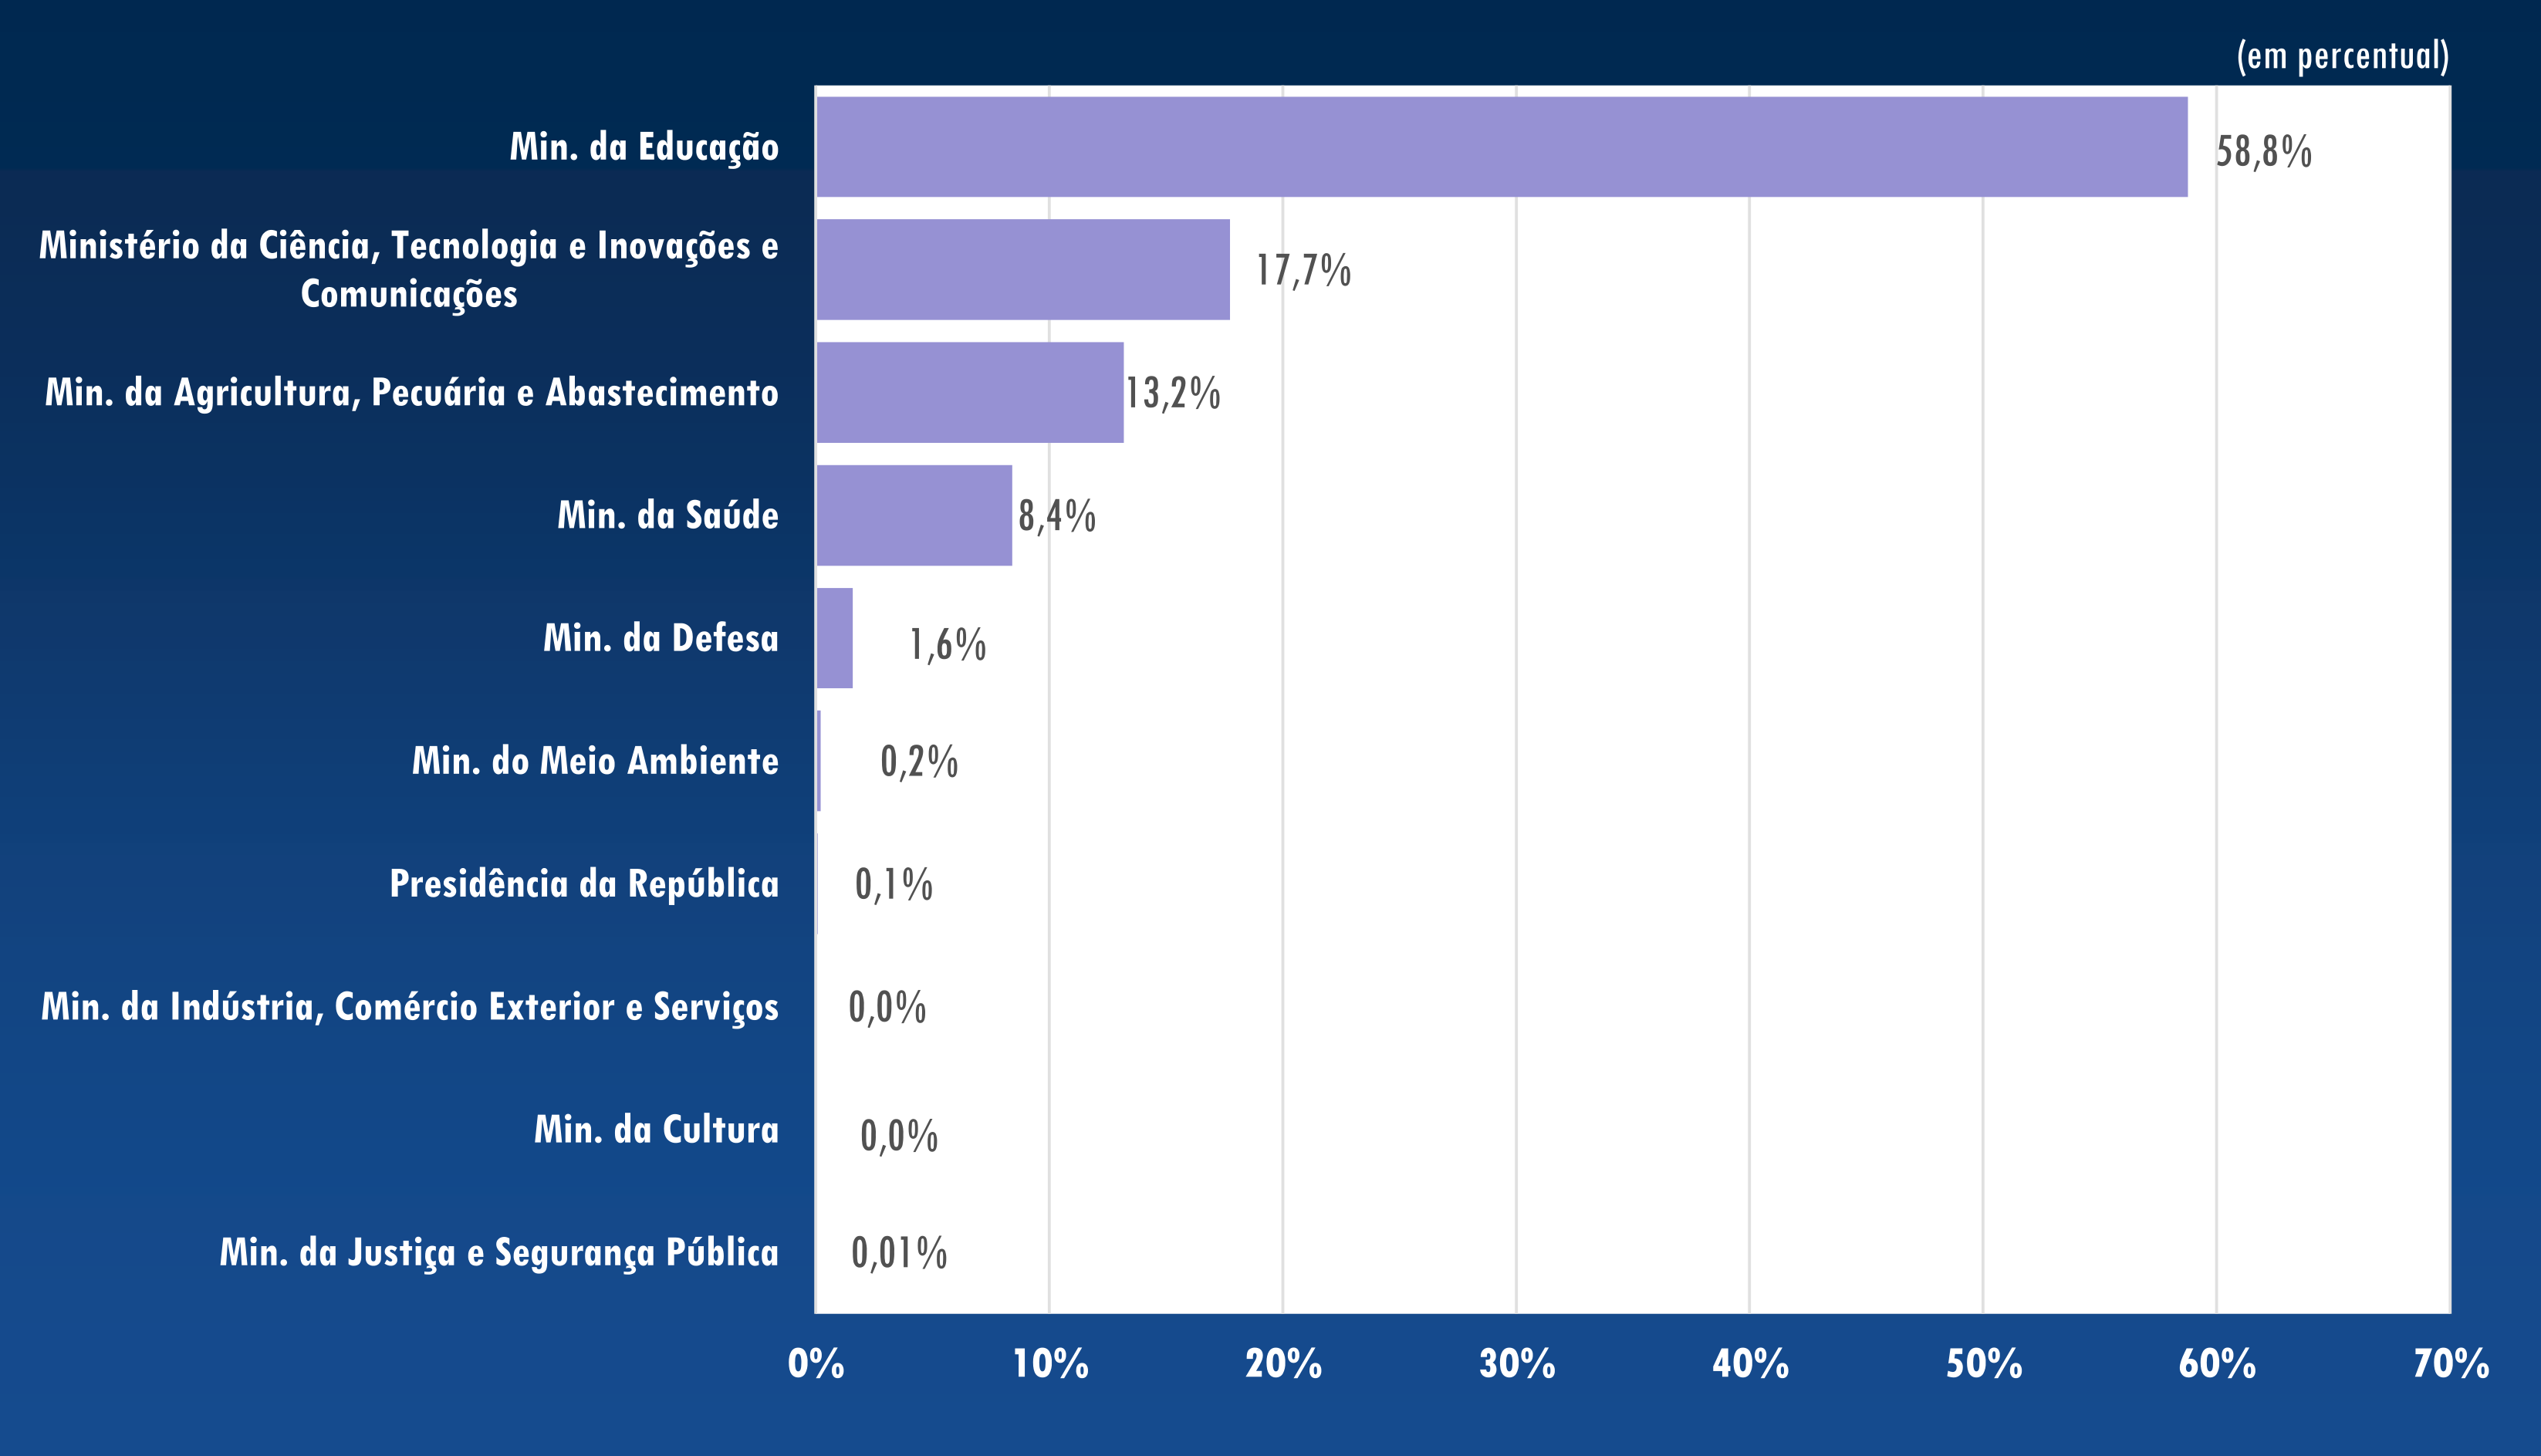 (em percentual)
Min. da Educação
58,8%
Ministério da Ciência, Tecnologia e Inovações e
Comunicações
17,7%
Min. da Agricultura, Pecuária e Abastecimento
13,2%
Min. da Saúde
8,4%
Min. da Defesa
1,6%
Min. do Meio Ambiente
0,2%
Presidência da República
0,1%
Min. da Indústria, Comércio Exterior e Serviços
0,0%
Min. da Cultura
0,0%
Min. da Justiça e Segurança Pública
0,01%
0% 10% 20% 30% 40% 50% 60% 70%